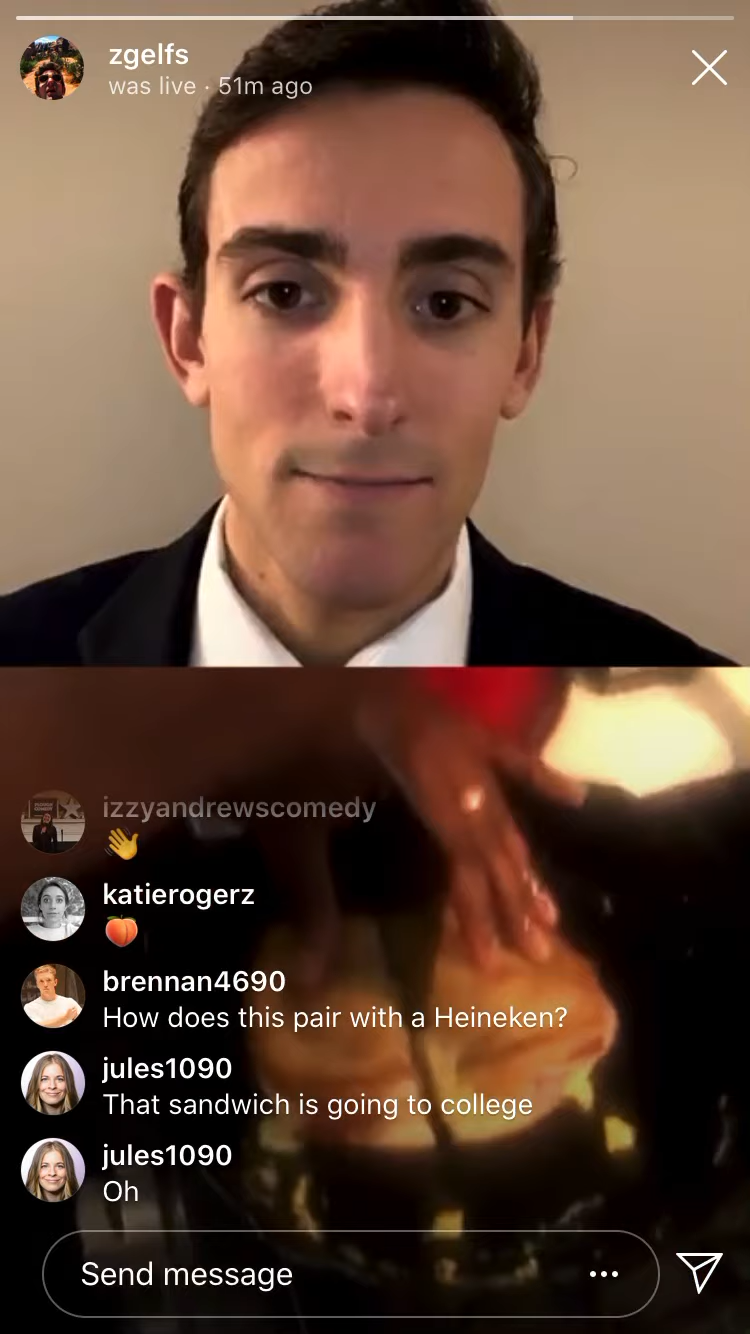 zgelfs
was live · 51m ago
izzyandrewscomedy
👋
katierogerz
🍑
brennan4690
How does this pair with a Heineken?
jules1090
That sandwich is going to college
jules1090
Oh
Send message